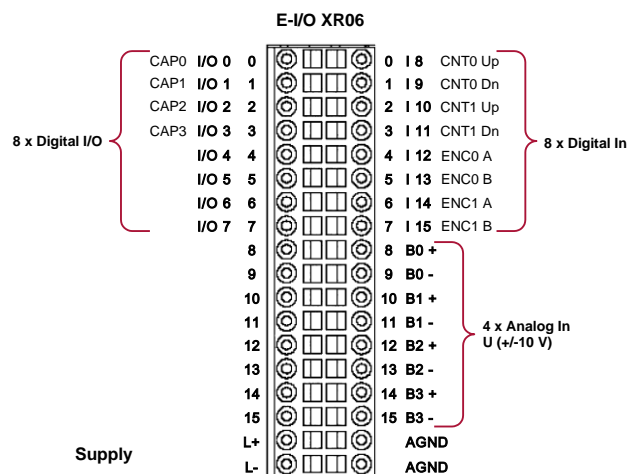 E-I/O XR06
CAP0 I/O 0 0 0 I 8 CNT0 Up
CAP1 I/O 1 1 1 I 9 CNT0 Dn
CAP2 I/O 2 2 2 I 10 CNT1 Up
CAP3 I/O 3 3 3 I 11 CNT1 Dn
8 x Digital I/O 8 x Digital In
I/O 4 4 4 I 12 ENC0 A
I/O 5 5 5 I 13 ENC0 B
I/O 6 6 6 I 14 ENC1 A
I/O 7 7 7 I 15 ENC1 B
8 8 B0 +
9 9 B0 -
10 10 B1 +
11 11 B1 -
4 x Analog In
U (+/-10 V)
12 12 B2 +
13 13 B2 -
14 14 B3 +
15 15 B3 -
L+ AGND
Supply
L- AGND